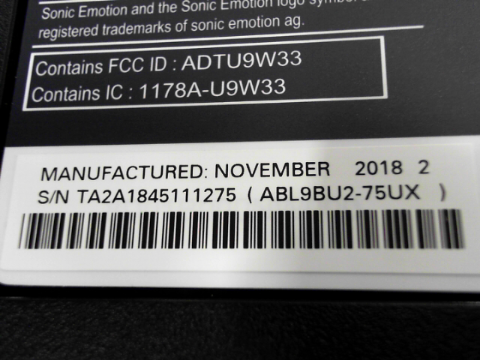 Sonic Emotion and the Sonic Emotion logo symbol
registered trademarks of sonic emotion ag.
Contains FCC ID : ADTU9W33
Contains IC : 1178A-U9W33
MANUFACTURED: NOVEMBER 2018 2
S/N TA2A1845111275 ( ABL9BU2-75UX )